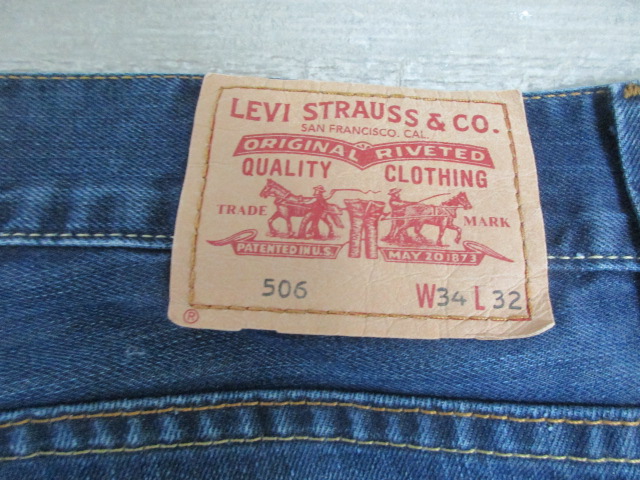 LEVI STRAUSS & CO.
SAN FRANCISCO, CAL.
ORIGINAL RIVETED
QUALITY CLOTHING
TRADE MARK
PATENTED IN U.S. MAY 20 1873
506 W34 L 32
®